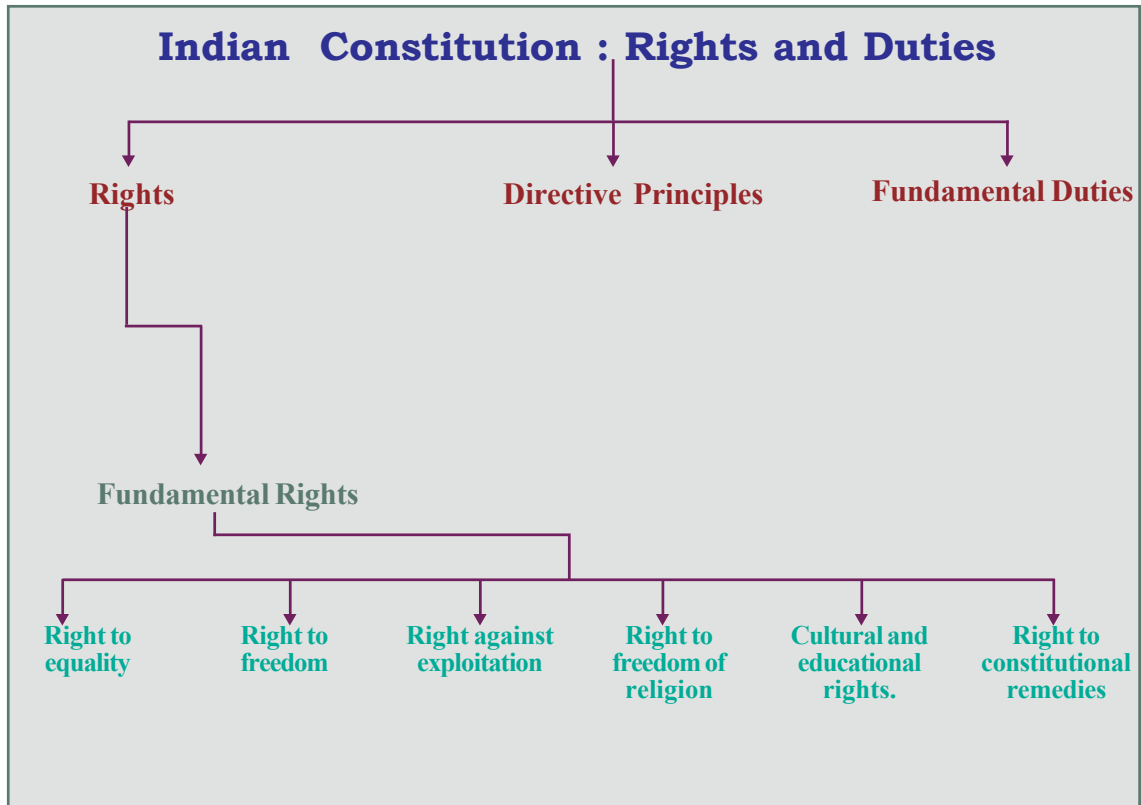 Indian Constitution : Rights and Duties
Rights
Directive Principles
Fundamental Duties
Fundamental Rights
Right to
equality
Right to
freedom
Right against
exploitation
Right to
freedom of
religion
Cultural and
educational
rights.
Right to
constitutional
remedies